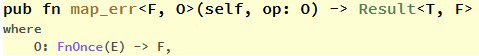 pub fn map_err<F, O>(self, op: O) -> Result<T, F>
where
O: FnOnce(E) -> F,